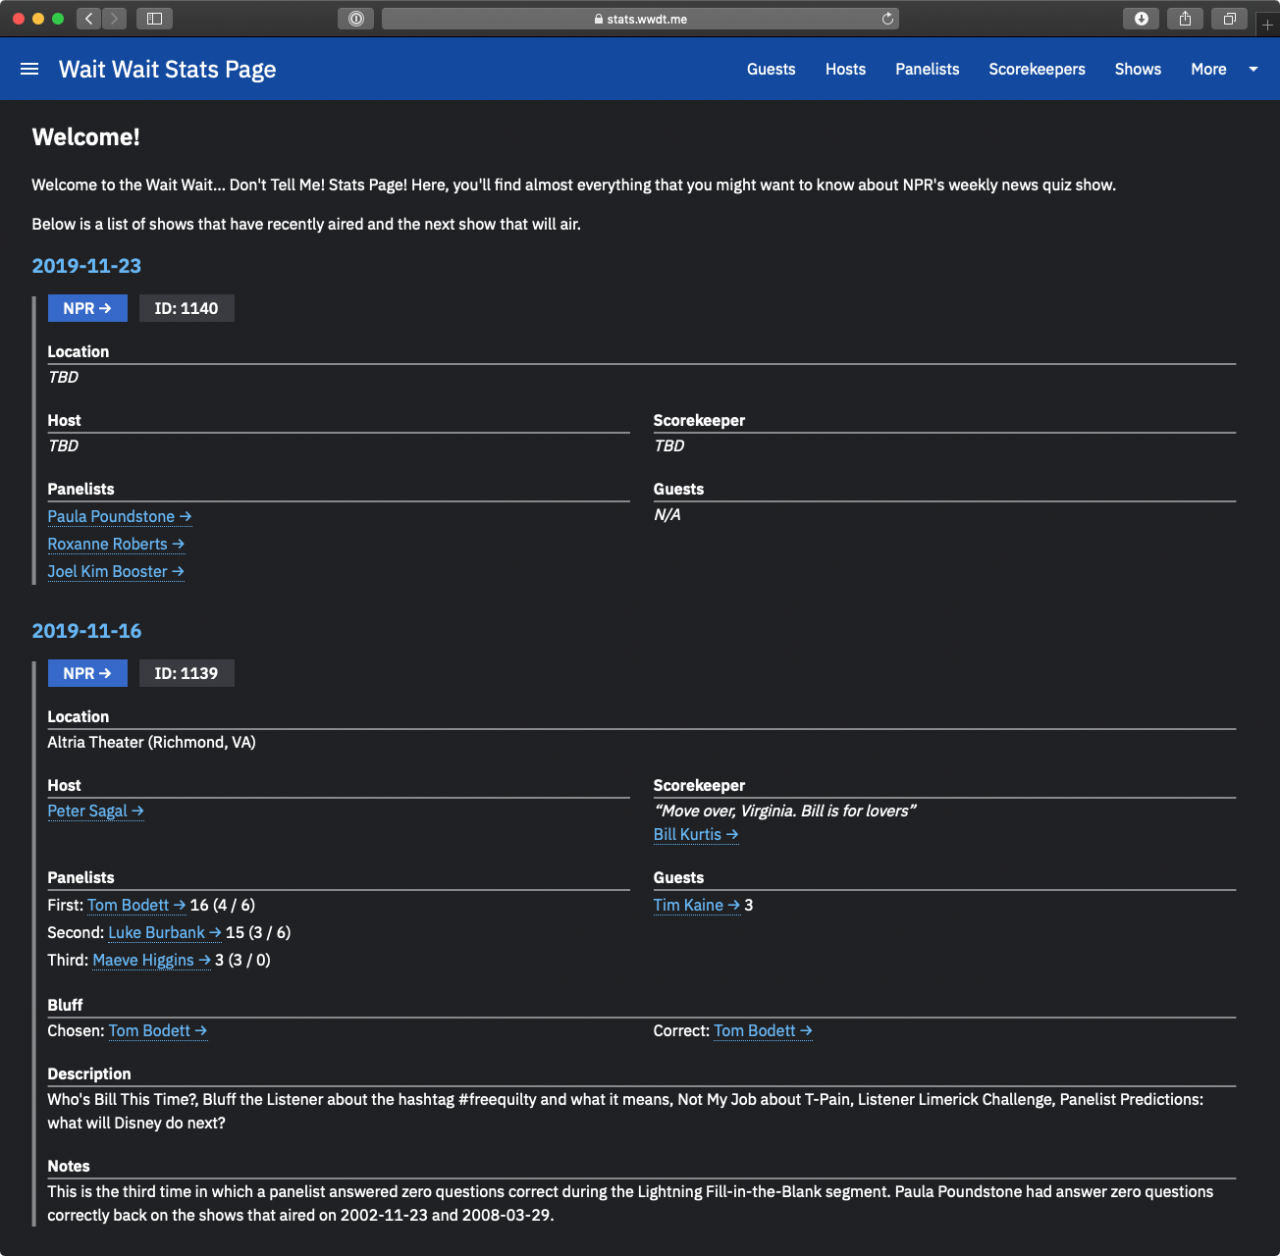 stats.wwdt.me
Wait Wait Stats Page
Guests Hosts Panelists Scorekeepers Shows More
Welcome!
Welcome to the Wait Wait... Don't Tell Me! Stats Page! Here, you'll find almost everything that you might want to know about NPR's weekly news quiz show.
Below is a list of shows that have recently aired and the next show that will air.
2019-11-23
NPR → ID: 1140
Location
TBD
Host Scorekeeper
TBD TBD
Panelists Guests
Paula Poundstone → N/A
Roxanne Roberts →
Joel Kim Booster →
2019-11-16
NPR → ID: 1139
Location
Altria Theater (Richmond, VA)
Host Scorekeeper
Peter Sagal → “Move over, Virginia. Bill is for lovers”
Bill Kurtis →
Panelists Guests
First: Tom Bodett → 16 (4 / 6) Tim Kaine → 3
Second: Luke Burbank → 15 (3 / 6)
Third: Maeve Higgins → 3 (3 / 0)
Bluff
Chosen: Tom Bodett → Correct: Tom Bodett →
Description
Who's Bill This Time?, Bluff the Listener about the hashtag #freequilty and what it means, Not My Job about T-Pain, Listener Limerick Challenge, Panelist Predictions:
what will Disney do next?
Notes
This is the third time in which a panelist answered zero questions correct during the Lightning Fill-in-the-Blank segment. Paula Poundstone had answer zero questions
correctly back on the shows that aired on 2002-11-23 and 2008-03-29.